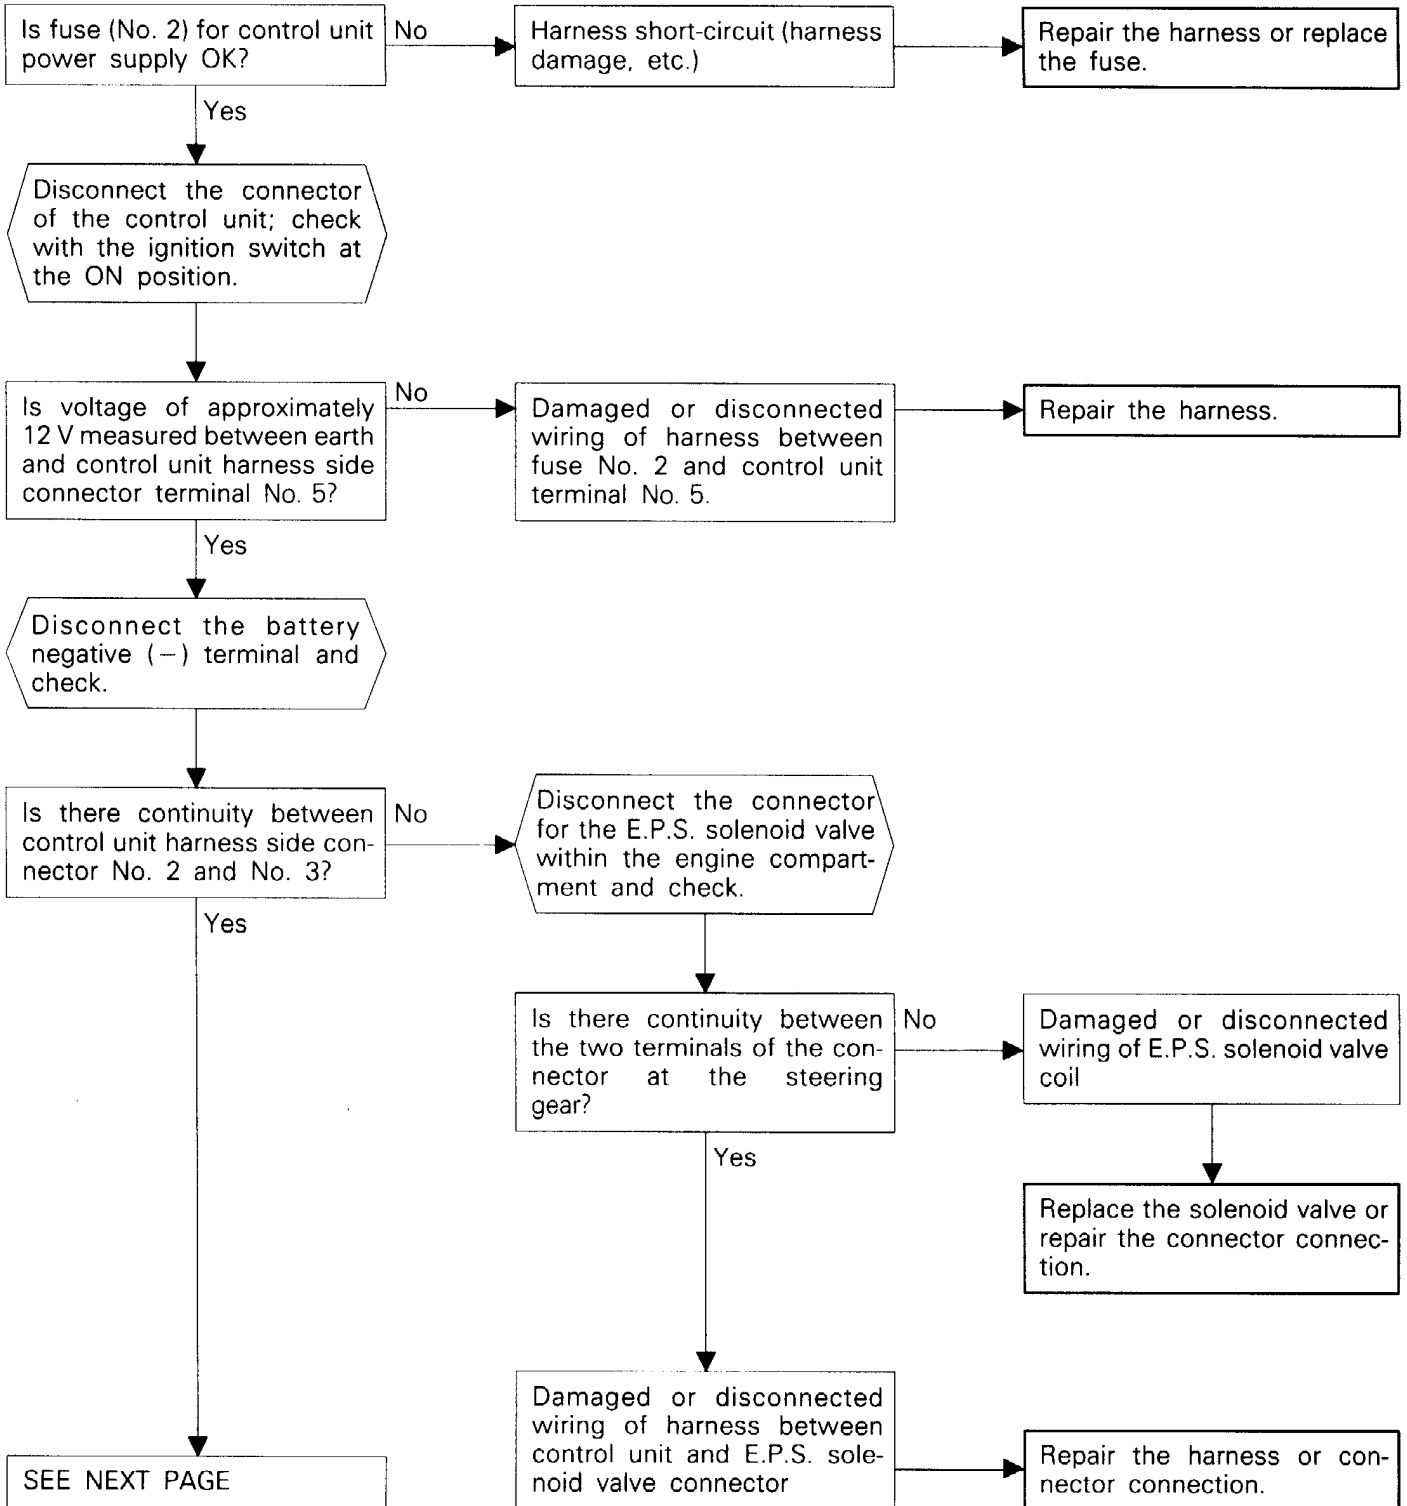 Is fuse (No. 2) for control unit
power supply OK?
No
Harness short-circuit (harness
damage, etc.)
Repair the harness or replace
the fuse.
Yes
Disconnect the connector
of the control unit; check
with the ignition switch at
the ON position.
Is voltage of approximately
12 V measured between earth
and control unit harness side
connector terminal No. 5?
No
Damaged or disconnected
wiring of harness between
fuse No. 2 and control unit
terminal No. 5.
Repair the harness.
Yes
Disconnect the battery
negative (−) terminal and
check.
Is there continuity between
control unit harness side con-
nector No. 2 and No. 3?
No
Disconnect the connector
for the E.P.S. solenoid valve
within the engine compart-
ment and check.
Yes
Is there continuity between
the two terminals of the con-
nector at the steering
gear?
No
Damaged or disconnected
wiring of E.P.S. solenoid valve
coil
Yes
Replace the solenoid valve or
repair the connector connec-
tion.
Damaged or disconnected
wiring of harness between
control unit and E.P.S. sole-
noid valve connector
Repair the harness or con-
nector connection.
SEE NEXT PAGE